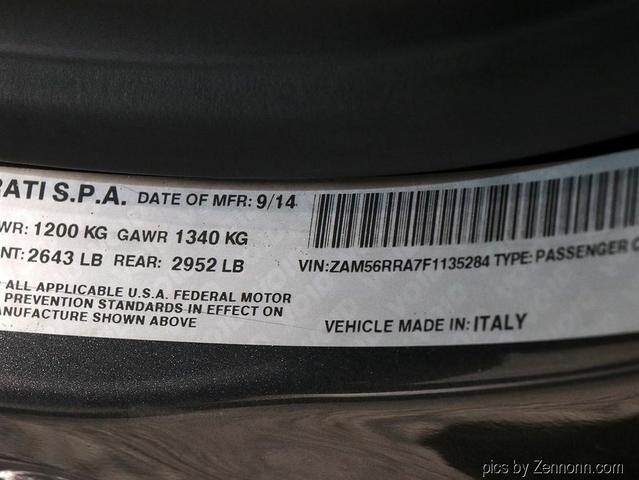 RATI S.P.A. DATE OF MFR: 9/14
WR: 1200 KG GAWR 1340 KG
NT: 2643 LB REAR: 2952 LB
VIN:ZAM56RRA7F1135284 TYPE: PASSENGER
ALL APPLICABLE U.S.A. FEDERAL MOTOR
PREVENTION STANDARDS IN EFFECT ON
ANUFACTURE SHOWN ABOVE
VEHICLE MADE IN: ITALY
pics by Zennonn.com